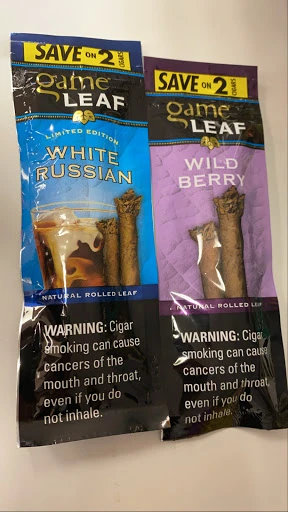 SAVE ON 2 CIGARS
game
LEAF
LIMITED EDITION
WHITE
RUSSIAN
NATURAL ROLLED LEAF
WARNING: Cigar
smoking can cause
cancers of the
mouth and throat,
even if you do
not inhale.
SAVE ON 2 CIGARS
game
LEAF
WILD
BERRY
NATURAL ROLLED LEAF
WARNING: Cigar
smoking can cause
cancers of the
mouth and throat,
even if you do
not inhale.